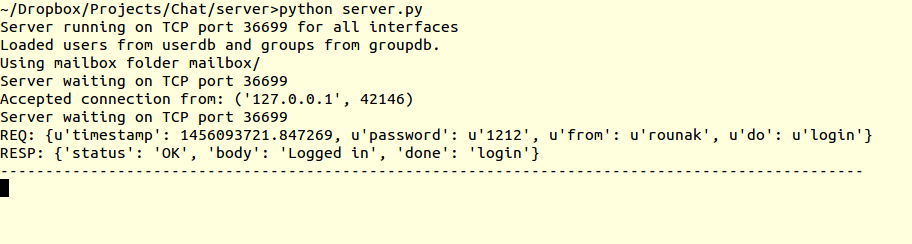 ~/Dropbox/Projects/Chat/server>python server.py
Server running on TCP port 36699 for all interfaces
Loaded users from userdb and groups from groupdb.
Using mailbox folder mailbox/
Server waiting on TCP port 36699
Accepted connection from: ('127.0.0.1', 42146)
Server waiting on TCP port 36699
REQ: {u'timestamp': 1456093721.847269, u'password': u'1212', u'from': u'rounak', u'do': u'login'}
RESP: {'status': 'OK', 'body': 'Logged in', 'done': 'login'}
------------------------------------------------------------------------------------------------